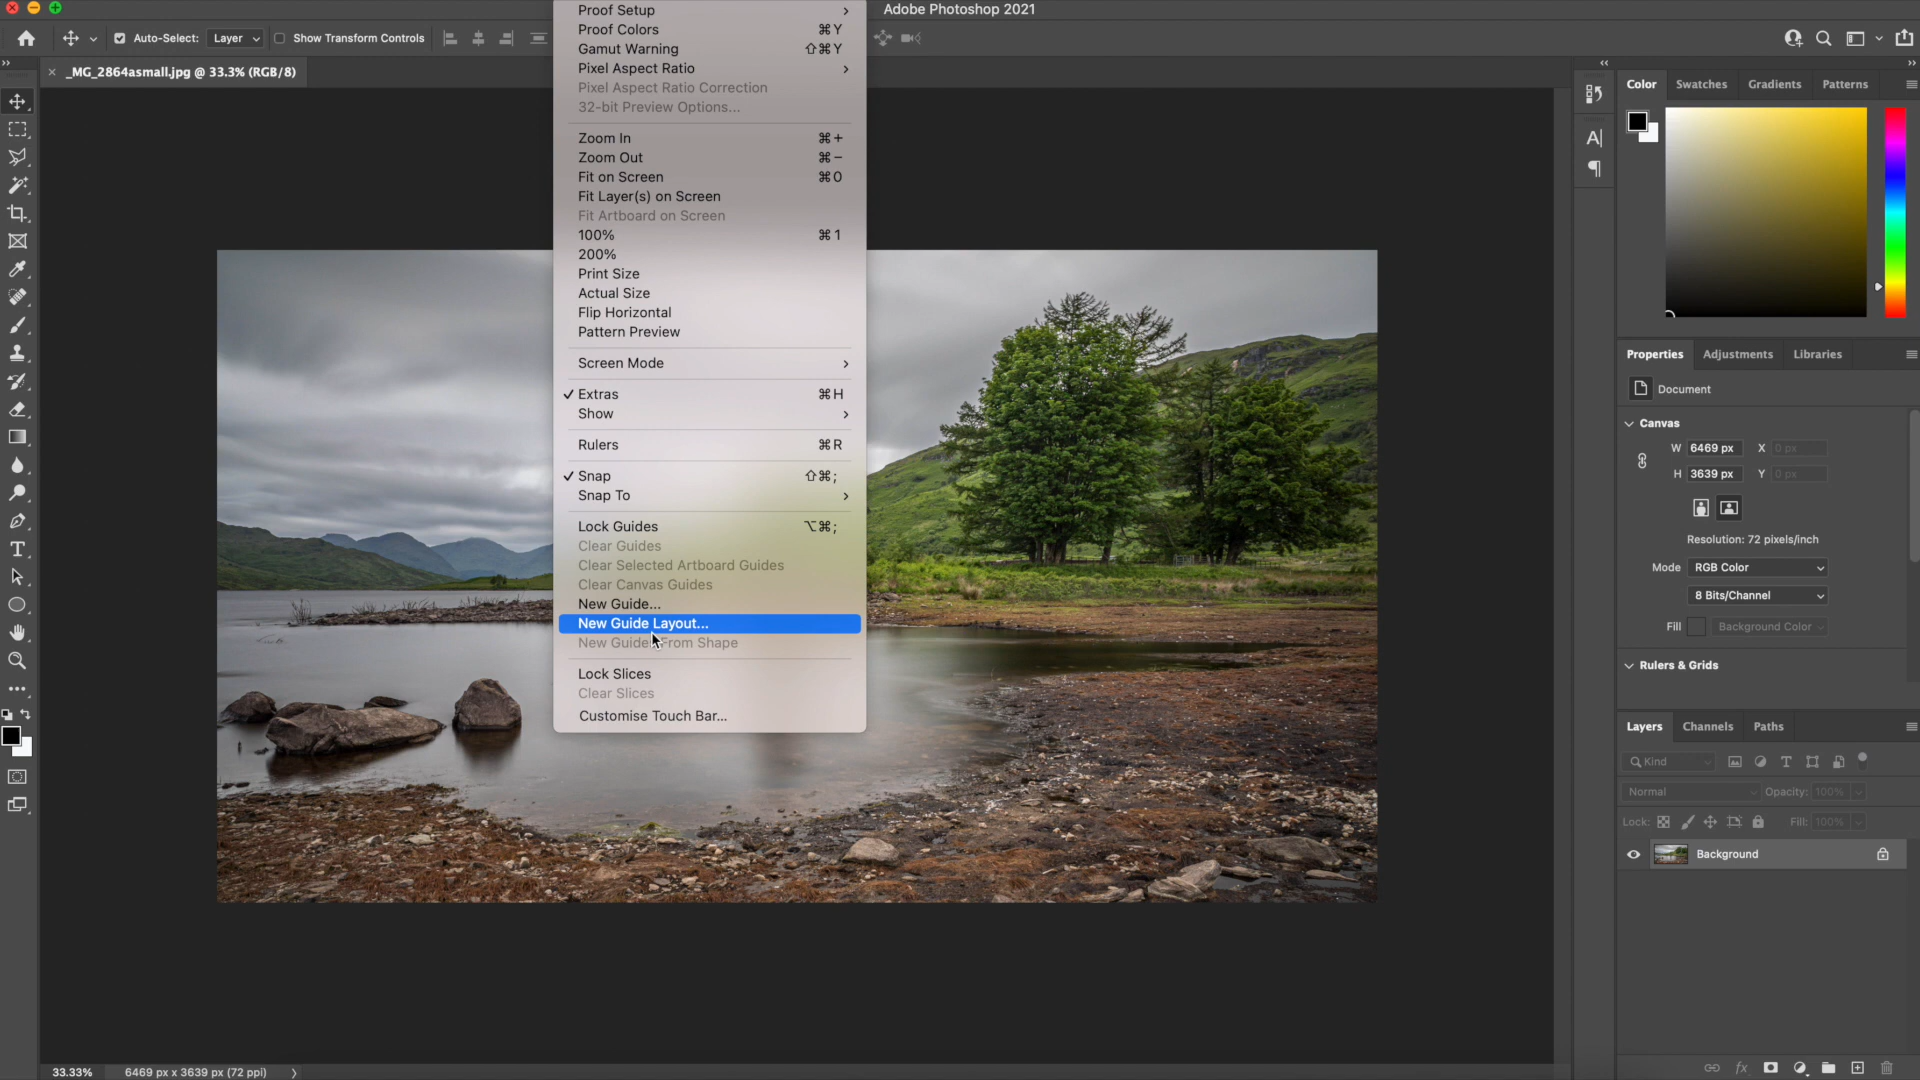 Adobe Photoshop 2021
Auto-Select: Layer Show Transform Controls
_MG_2864asmall.jpg @ 33.3% (RGB/8)
Proof Setup
Proof Colors ⌘Y
Gamut Warning ⇧⌘Y
Pixel Aspect Ratio
Pixel Aspect Ratio Correction
32-bit Preview Options...
Zoom In ⌘+
Zoom Out ⌘−
Fit on Screen ⌘0
Fit Layer(s) on Screen
Fit Artboard on Screen
100% ⌘1
200%
Print Size
Actual Size
Flip Horizontal
Pattern Preview
Screen Mode
✓ Extras ⌘H
Show
Rulers ⌘R
✓ Snap ⇧⌘;
Snap To
Lock Guides ⌥⌘;
Clear Guides
Clear Selected Artboard Guides
Clear Canvas Guides
New Guide...
New Guide Layout...
New Guide From Shape
Lock Slices
Clear Slices
Customise Touch Bar...
Color Swatches Gradients Patterns
Properties Adjustments Libraries
Document
Canvas
W 6469 px X 0 px
H 3639 px Y 0 px
Resolution: 72 pixels/inch
Mode RGB Color
8 Bits/Channel
Fill Background Color
Rulers & Grids
Layers Channels Paths
Kind
Normal Opacity: 100%
Lock: Fill: 100%
Background
33.33% 6469 px x 3639 px (72 ppi)